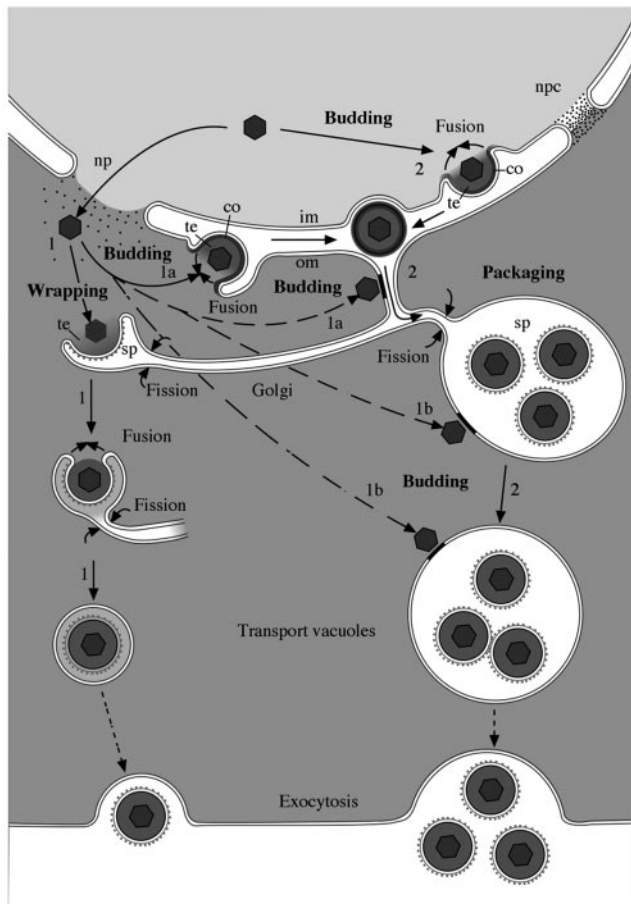 npc
Budding
Fusion
np
2
co
te
co
im
1
te
Budding
1a
om
2
Packaging
Wrapping
Fusion
Budding
te
sp
1a
sp
Fission
Fission
Golgi
1
1b
Fusion
1b
Budding
2
Fission
1
Transport vacuoles
Exocytosis